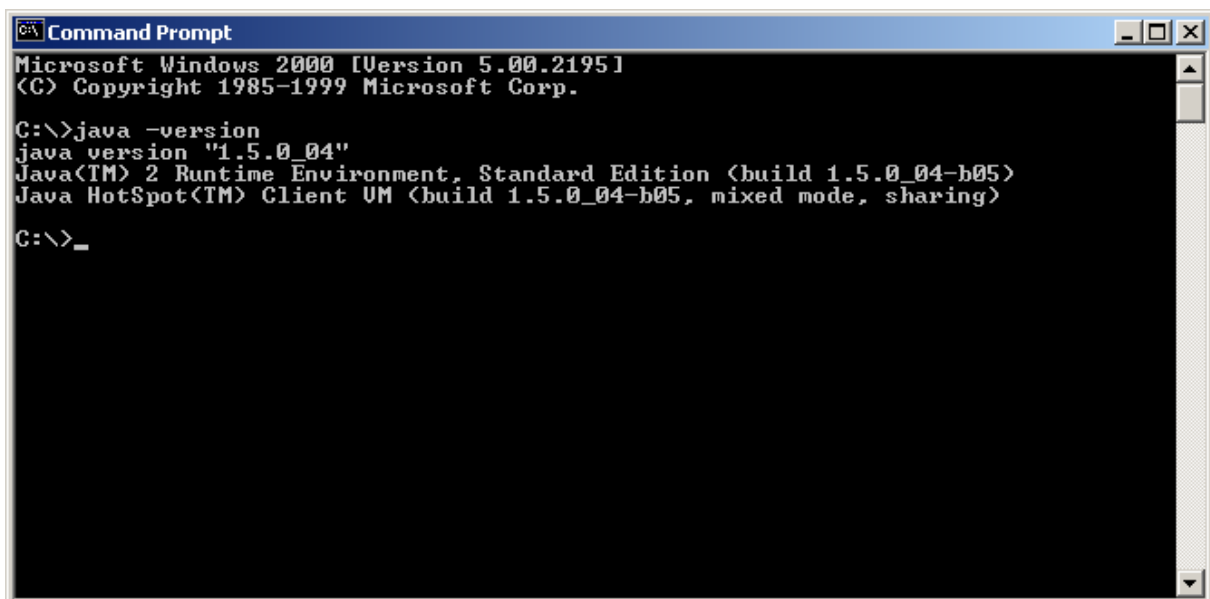 Command Prompt
Microsoft Windows 2000 [Version 5.00.2195]
(C) Copyright 1985-1999 Microsoft Corp.
C:\>java -version
java version "1.5.0_04"
Java(TM) 2 Runtime Environment, Standard Edition (build 1.5.0_04-b05)
Java HotSpot(TM) Client VM (build 1.5.0_04-b05, mixed mode, sharing)
C:\>_